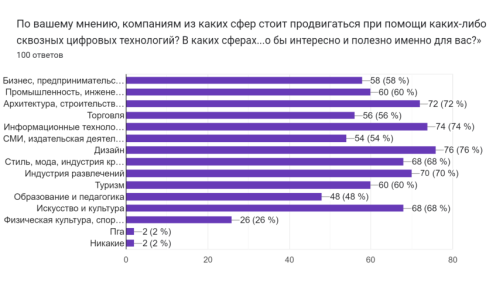 По вашему мнению, компаниям из каких сфер стоит продвигаться при помощи каких-либо
сквозных цифровых технологий? В каких сферах...о бы интересно и полезно именно для вас?»
100 ответов
Бизнес, предпринимательс... 58 (58 %)
Промышленность, инжене... 60 (60 %)
Архитектура, строительств... 72 (72 %)
Торговля 56 (56 %)
Информационные техноло... 74 (74 %)
СМИ, издательская деятел... 54 (54 %)
Дизайн 76 (76 %)
Стиль, мода, индустрия кр... 68 (68 %)
Индустрия развлечений 70 (70 %)
Туризм 60 (60 %)
Образование и педагогика 48 (48 %)
Искусство и культура 68 (68 %)
Физическая культура, спор... 26 (26 %)
Пга 2 (2 %)
Никакие 2 (2 %)
0 20 40 60 80